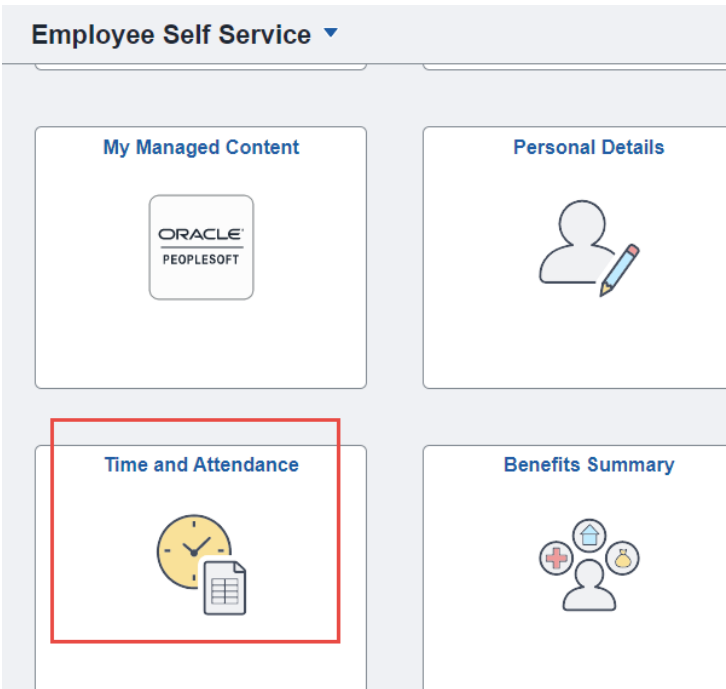 Employee Self Service
My Managed Content
Personal Details
ORACLE
PEOPLESOFT
Time and Attendance
Benefits Summary